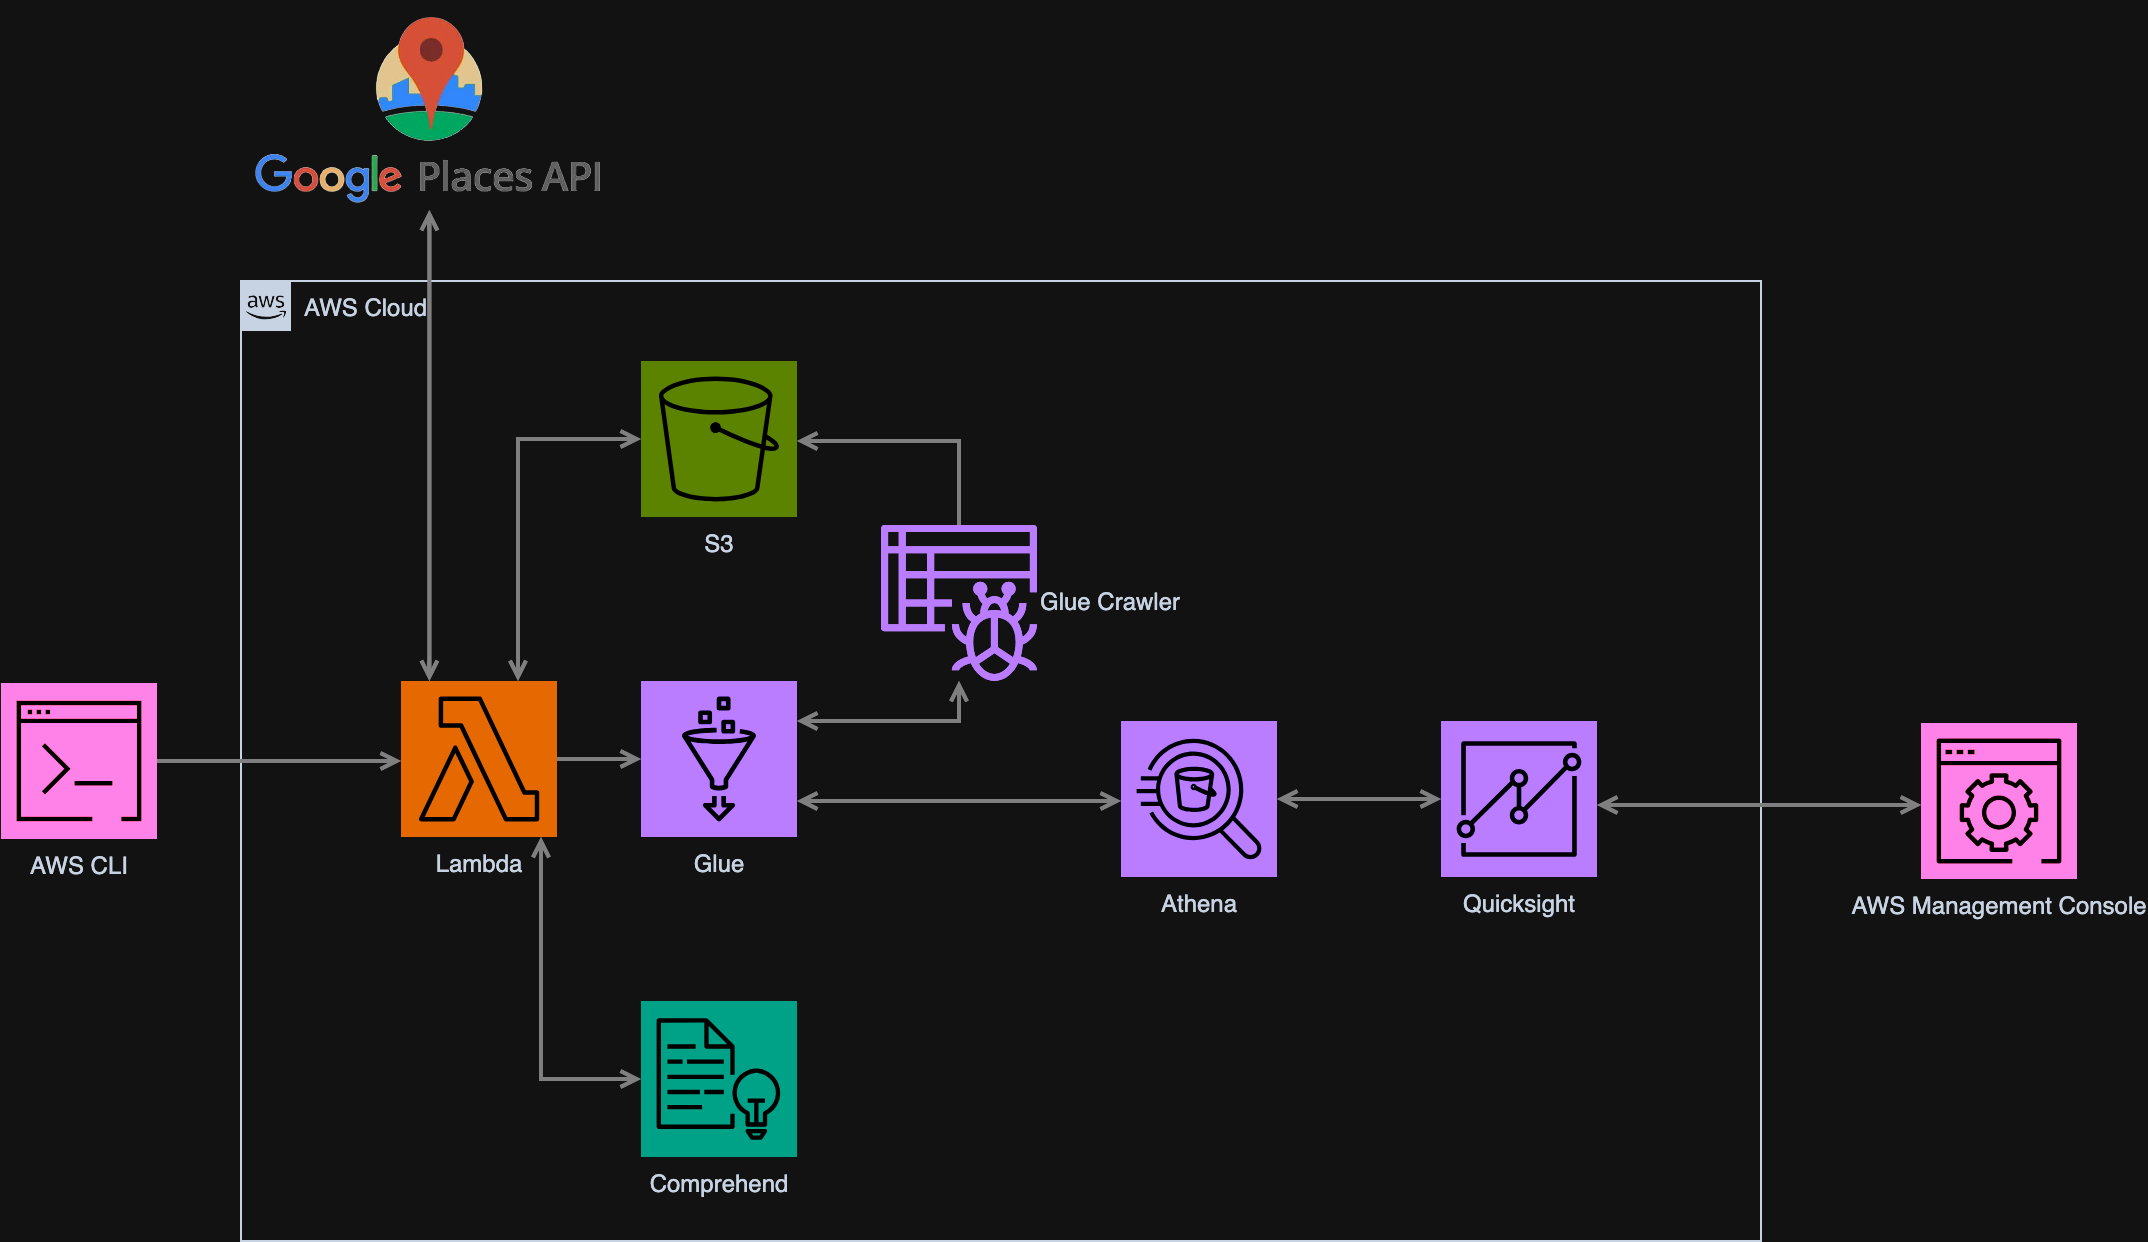 Google Places API
aws
AWS Cloud
S3
Glue Crawler
AWS CLI
Lambda
Glue
Athena
Quicksight
AWS Management Console
Comprehend